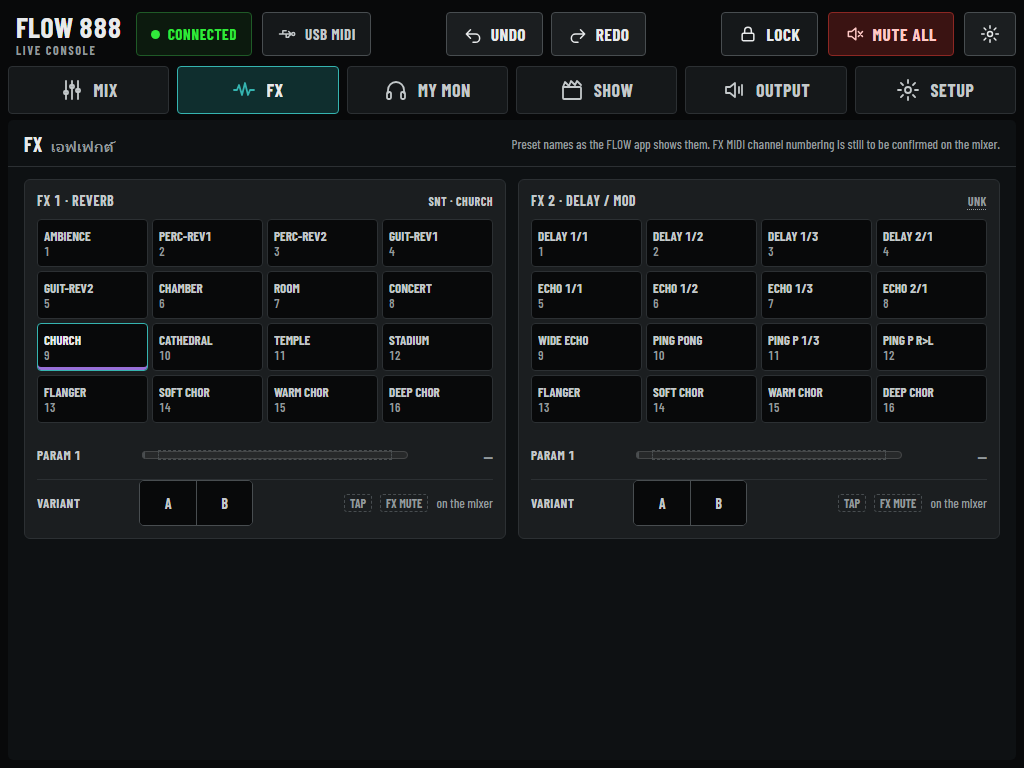 FLOW 888
LIVE CONSOLE
CONNECTED
USB MIDI
UNDO
REDO
LOCK
MUTE ALL
MIX
FX
MY MON
SHOW
OUTPUT
SETUP
FX เอฟเฟกต์
Preset names as the FLOW app shows them. FX MIDI channel numbering is still to be confirmed on the mixer.
FX 1 · REVERB
SNT · CHURCH
AMBIENCE
1
PERC-REV1
2
PERC-REV2
3
GUIT-REV1
4
GUIT-REV2
5
CHAMBER
6
ROOM
7
CONCERT
8
CHURCH
9
CATHEDRAL
10
TEMPLE
11
STADIUM
12
FLANGER
13
SOFT CHOR
14
WARM CHOR
15
DEEP CHOR
16
PARAM 1
–
VARIANT
A
B
TAP
FX MUTE
on the mixer
FX 2 · DELAY / MOD
UNK
DELAY 1/1
1
DELAY 1/2
2
DELAY 1/3
3
DELAY 2/1
4
ECHO 1/1
5
ECHO 1/2
6
ECHO 1/3
7
ECHO 2/1
8
WIDE ECHO
9
PING PONG
10
PING P 1/3
11
PING P R>L
12
FLANGER
13
SOFT CHOR
14
WARM CHOR
15
DEEP CHOR
16
PARAM 1
–
VARIANT
A
B
TAP
FX MUTE
on the mixer